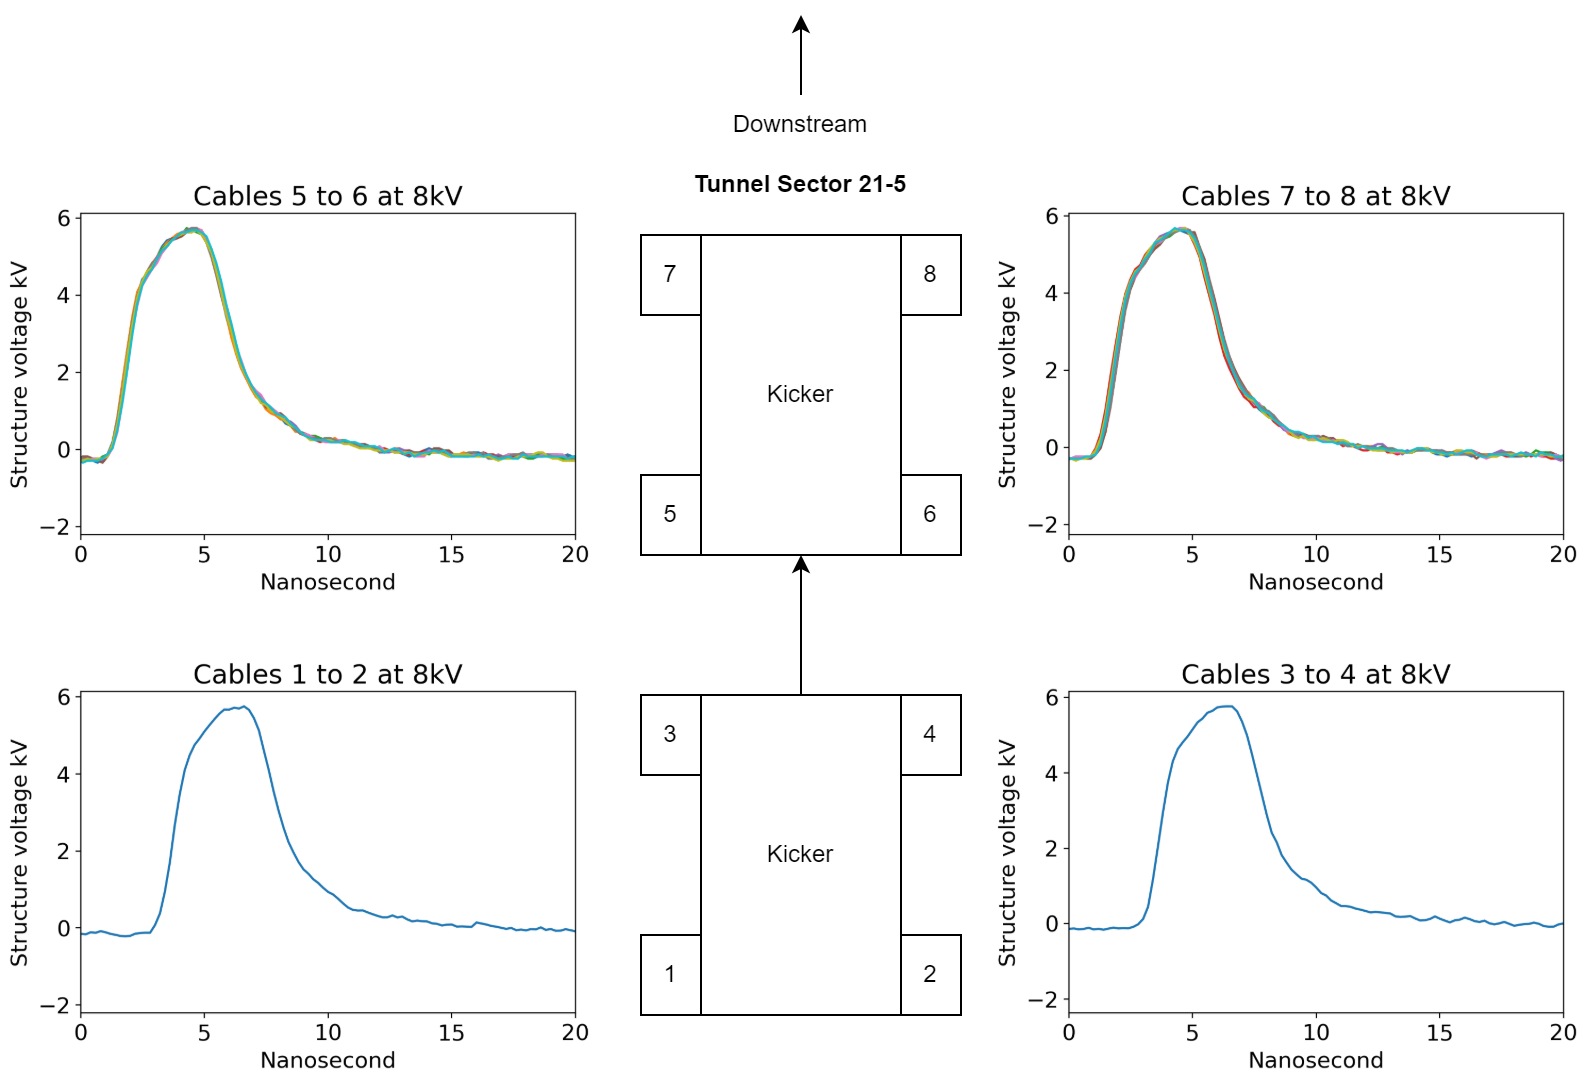 Downstream
Tunnel Sector 21-5
Cables 5 to 6 at 8kV
Structure voltage kV
6
4
2
0
−2
0 5 10 15 20
Nanosecond
7 8
Kicker
5 6
Cables 7 to 8 at 8kV
Structure voltage kV
6
4
2
0
−2
0 5 10 15 20
Nanosecond
Cables 1 to 2 at 8kV
Structure voltage kV
6
4
2
0
−2
0 5 10 15 20
Nanosecond
3 4
Kicker
1 2
Cables 3 to 4 at 8kV
Structure voltage kV
6
4
2
0
−2
0 5 10 15 20
Nanosecond